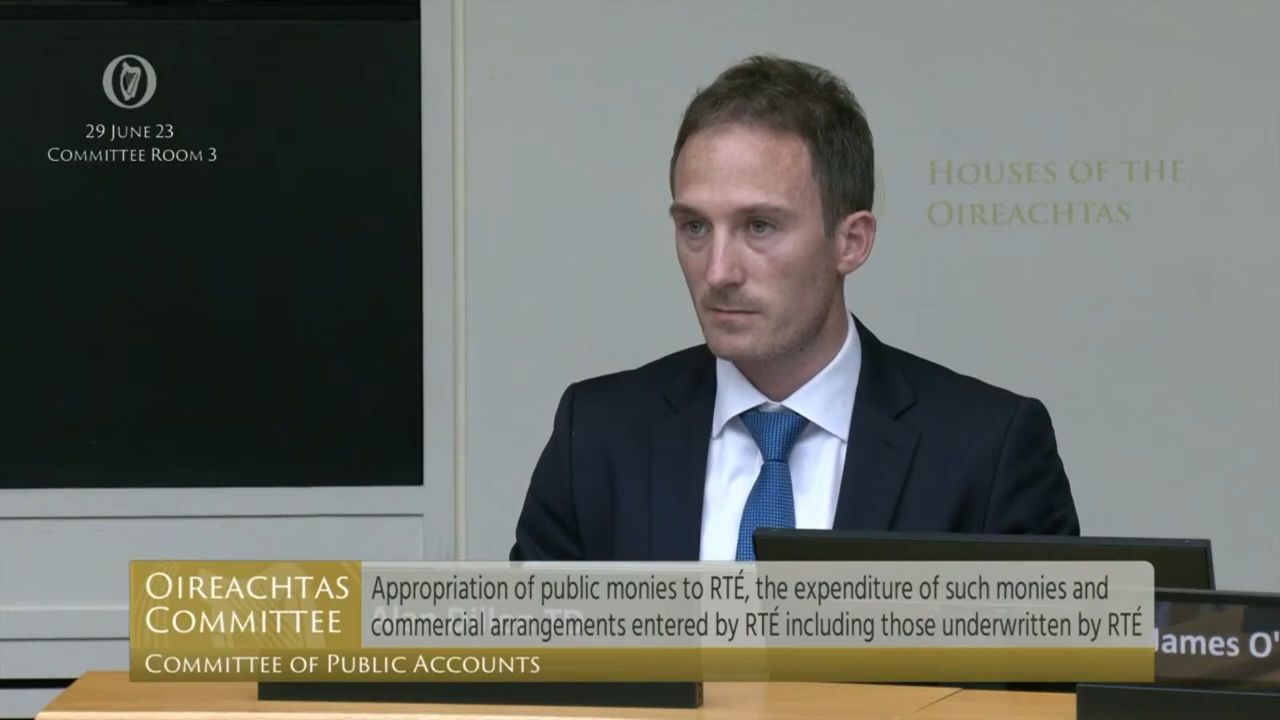 29 JUNE 23
COMMITTEE ROOM 3
HOUSES OF THE
OIREACHTAS
OIREACHTAS
COMMITTEE
Appropriation of public monies to RTÉ, the expenditure of such monies and
commercial arrangements entered by RTÉ including those underwritten by RTÉ
COMMITTEE OF PUBLIC ACCOUNTS
James O'